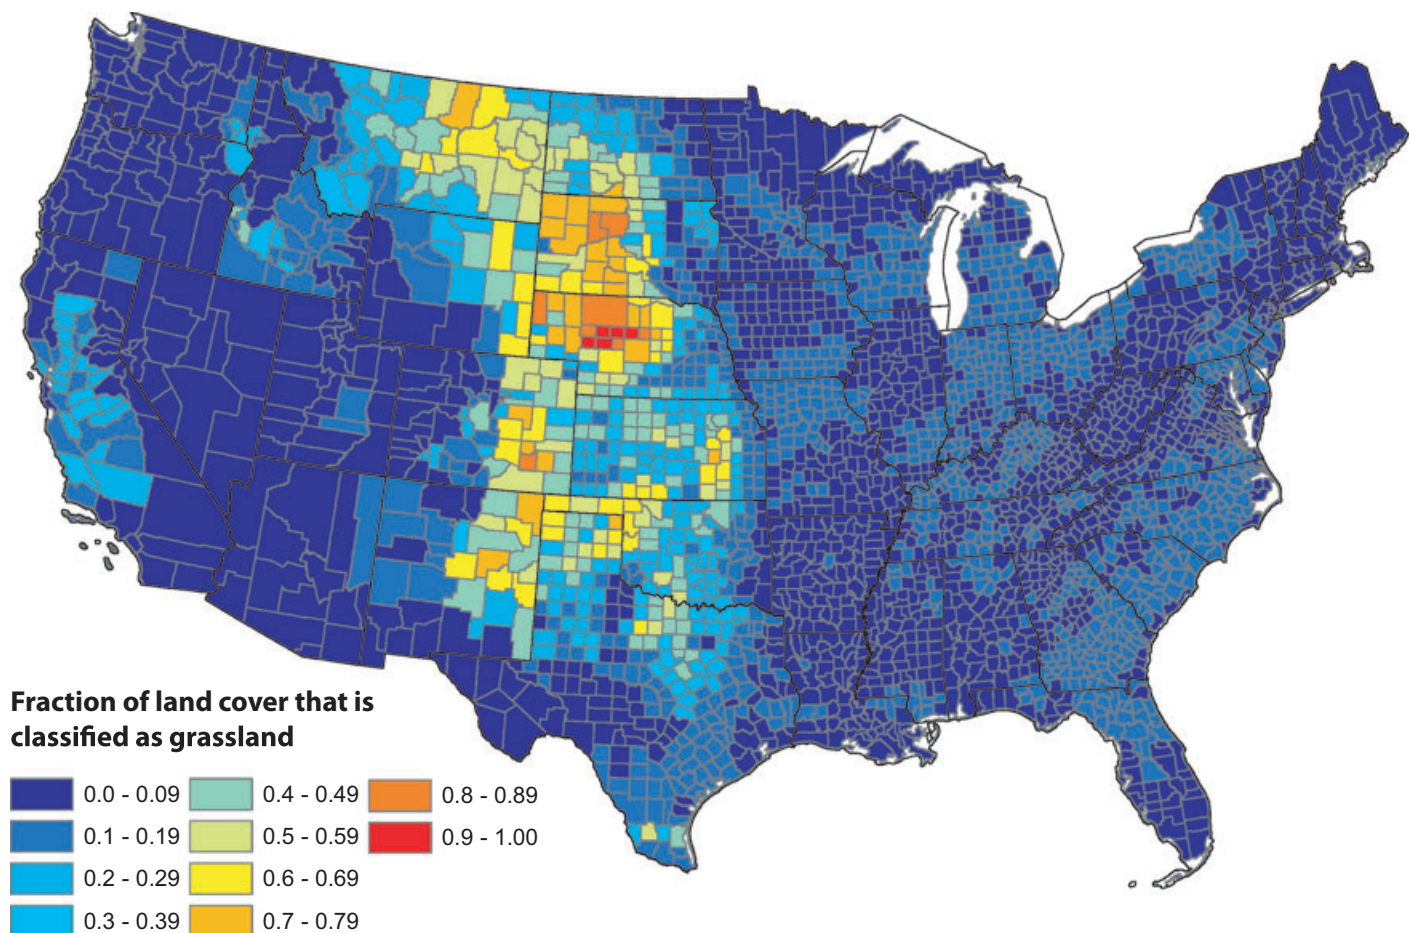 Fraction of land cover that is
classified as grassland
0.0 - 0.09
0.4 - 0.49
0.8 - 0.89
0.1 - 0.19
0.5 - 0.59
0.9 - 1.00
0.2 - 0.29
0.6 - 0.69
0.3 - 0.39
0.7 - 0.79